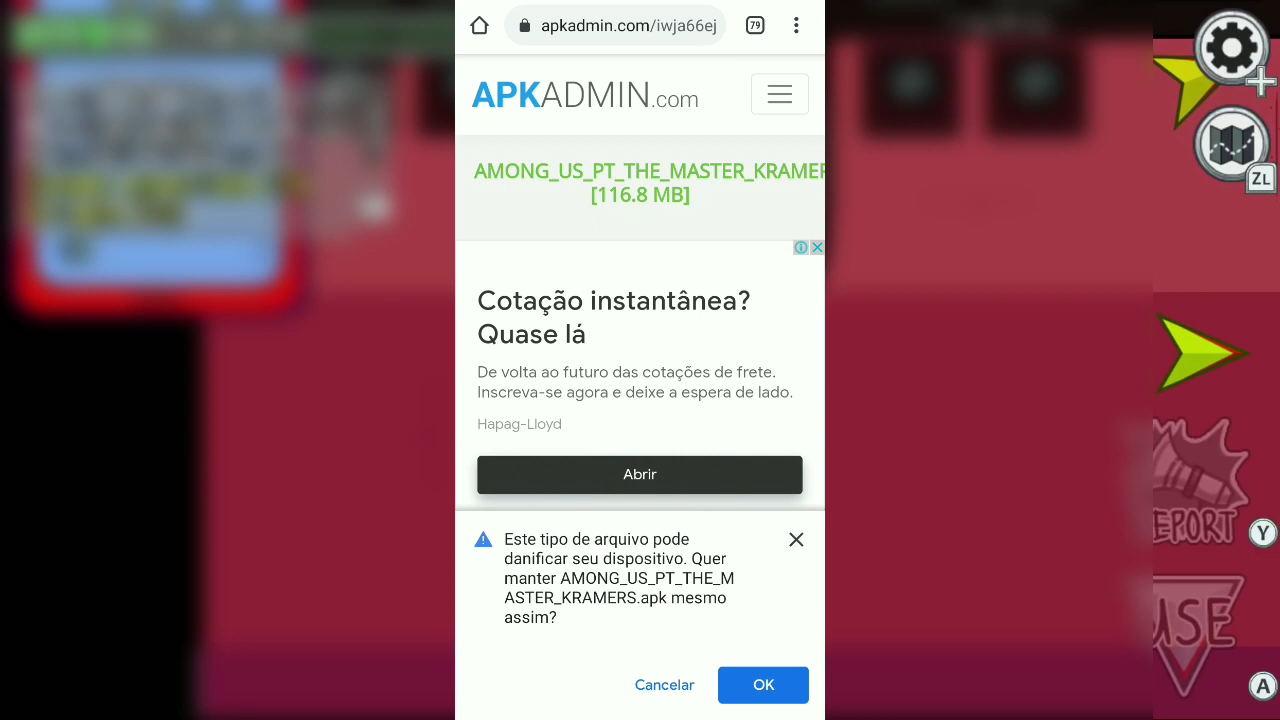 apkadmin.com/iwja66ej
79
APKADMIN.com
AMONG_US_PT_THE_MASTER_KRAMER
[116.8 MB]
Cotação instantânea?
Quase lá
De volta ao futuro das cotações de frete.
Inscreva-se agora e deixe a espera de lado.
Hapag-Lloyd
Abrir
Este tipo de arquivo pode
danificar seu dispositivo. Quer
manter AMONG_US_PT_THE_M
ASTER_KRAMERS.apk mesmo
assim?
Cancelar
OK
ZL
REPORT
Y
USE
A